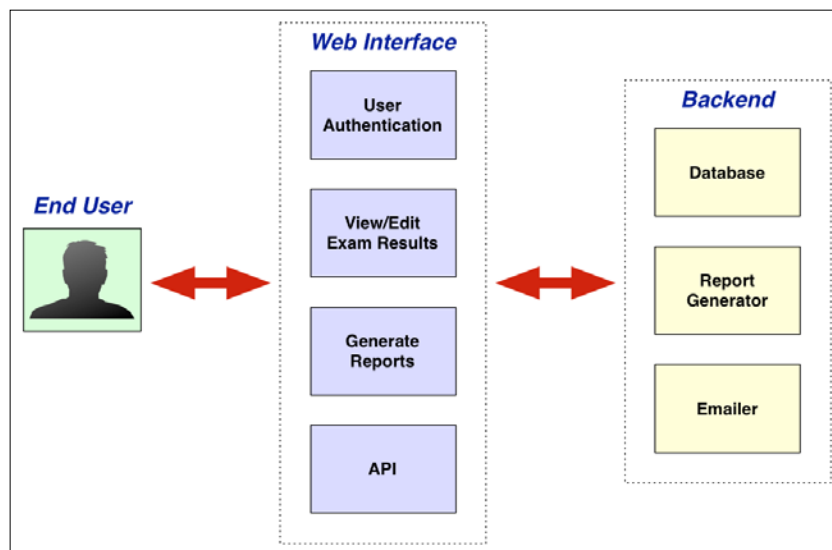 End User
Web Interface
User
Authentication
View/Edit
Exam Results
Generate
Reports
API
Backend
Database
Report
Generator
Emailer